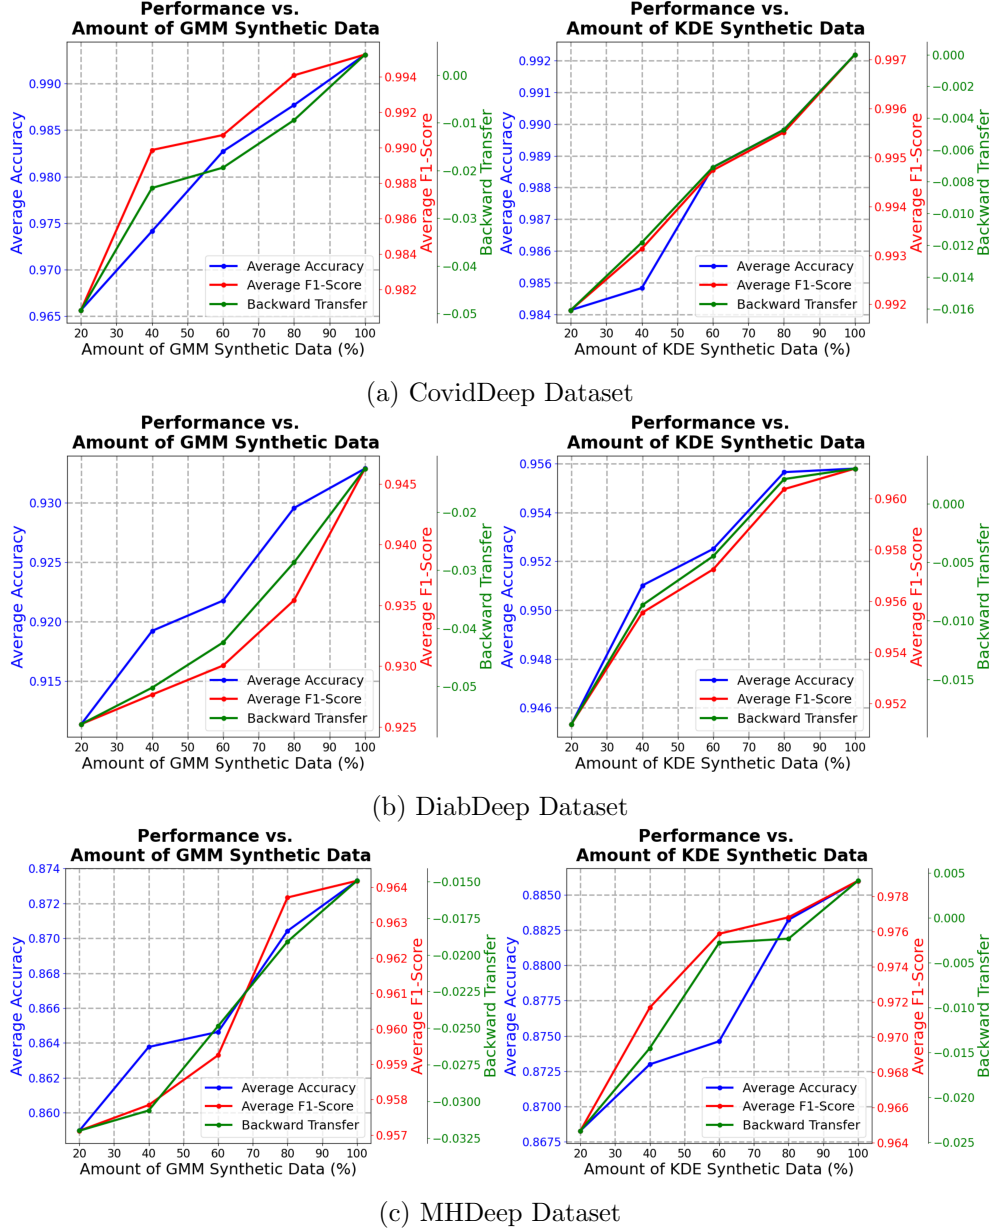 Performance vs.
Amount of GMM Synthetic Data
0.990
0.985
0.980
0.975
0.970
0.965
Average Accuracy
0.994
0.992
0.990
0.988
0.986
0.984
0.982
Average F1-Score
0.00
−0.01
−0.02
−0.03
−0.04
−0.05
Backward Transfer
Average Accuracy
Average F1-Score
Backward Transfer
20 30 40 50 60 70 80 90 100
Amount of GMM Synthetic Data (%)
Performance vs.
Amount of KDE Synthetic Data
0.992
0.991
0.990
0.989
0.988
0.987
0.986
0.985
0.984
Average Accuracy
0.997
0.996
0.995
0.994
0.993
0.992
Average F1-Score
0.000
−0.002
−0.004
−0.006
−0.008
−0.010
−0.012
−0.014
−0.016
Backward Transfer
Average Accuracy
Average F1-Score
Backward Transfer
20 30 40 50 60 70 80 90 100
Amount of KDE Synthetic Data (%)
(a) CovidDeep Dataset
Performance vs.
Amount of GMM Synthetic Data
0.930
0.925
0.920
0.915
Average Accuracy
0.945
0.940
0.935
0.930
0.925
Average F1-Score
−0.02
−0.03
−0.04
−0.05
Backward Transfer
Average Accuracy
Average F1-Score
Backward Transfer
20 30 40 50 60 70 80 90 100
Amount of GMM Synthetic Data (%)
Performance vs.
Amount of KDE Synthetic Data
0.956
0.954
0.952
0.950
0.948
0.946
Average Accuracy
0.960
0.958
0.956
0.954
0.952
Average F1-Score
0.000
−0.005
−0.010
−0.015
Backward Transfer
Average Accuracy
Average F1-Score
Backward Transfer
20 30 40 50 60 70 80 90 100
Amount of KDE Synthetic Data (%)
(b) DiabDeep Dataset
Performance vs.
Amount of GMM Synthetic Data
0.874
0.872
0.870
0.868
0.866
0.864
0.862
0.860
Average Accuracy
0.964
0.963
0.962
0.961
0.960
0.959
0.958
0.957
Average F1-Score
−0.0150
−0.0175
−0.0200
−0.0225
−0.0250
−0.0275
−0.0300
−0.0325
Backward Transfer
Average Accuracy
Average F1-Score
Backward Transfer
20 30 40 50 60 70 80 90 100
Amount of GMM Synthetic Data (%)
Performance vs.
Amount of KDE Synthetic Data
0.8850
0.8825
0.8800
0.8775
0.8750
0.8725
0.8700
0.8675
Average Accuracy
0.978
0.976
0.974
0.972
0.970
0.968
0.966
0.964
Average F1-Score
0.005
0.000
−0.005
−0.010
−0.015
−0.020
−0.025
Backward Transfer
Average Accuracy
Average F1-Score
Backward Transfer
20 30 40 50 60 70 80 90 100
Amount of KDE Synthetic Data (%)
(c) MHDeep Dataset